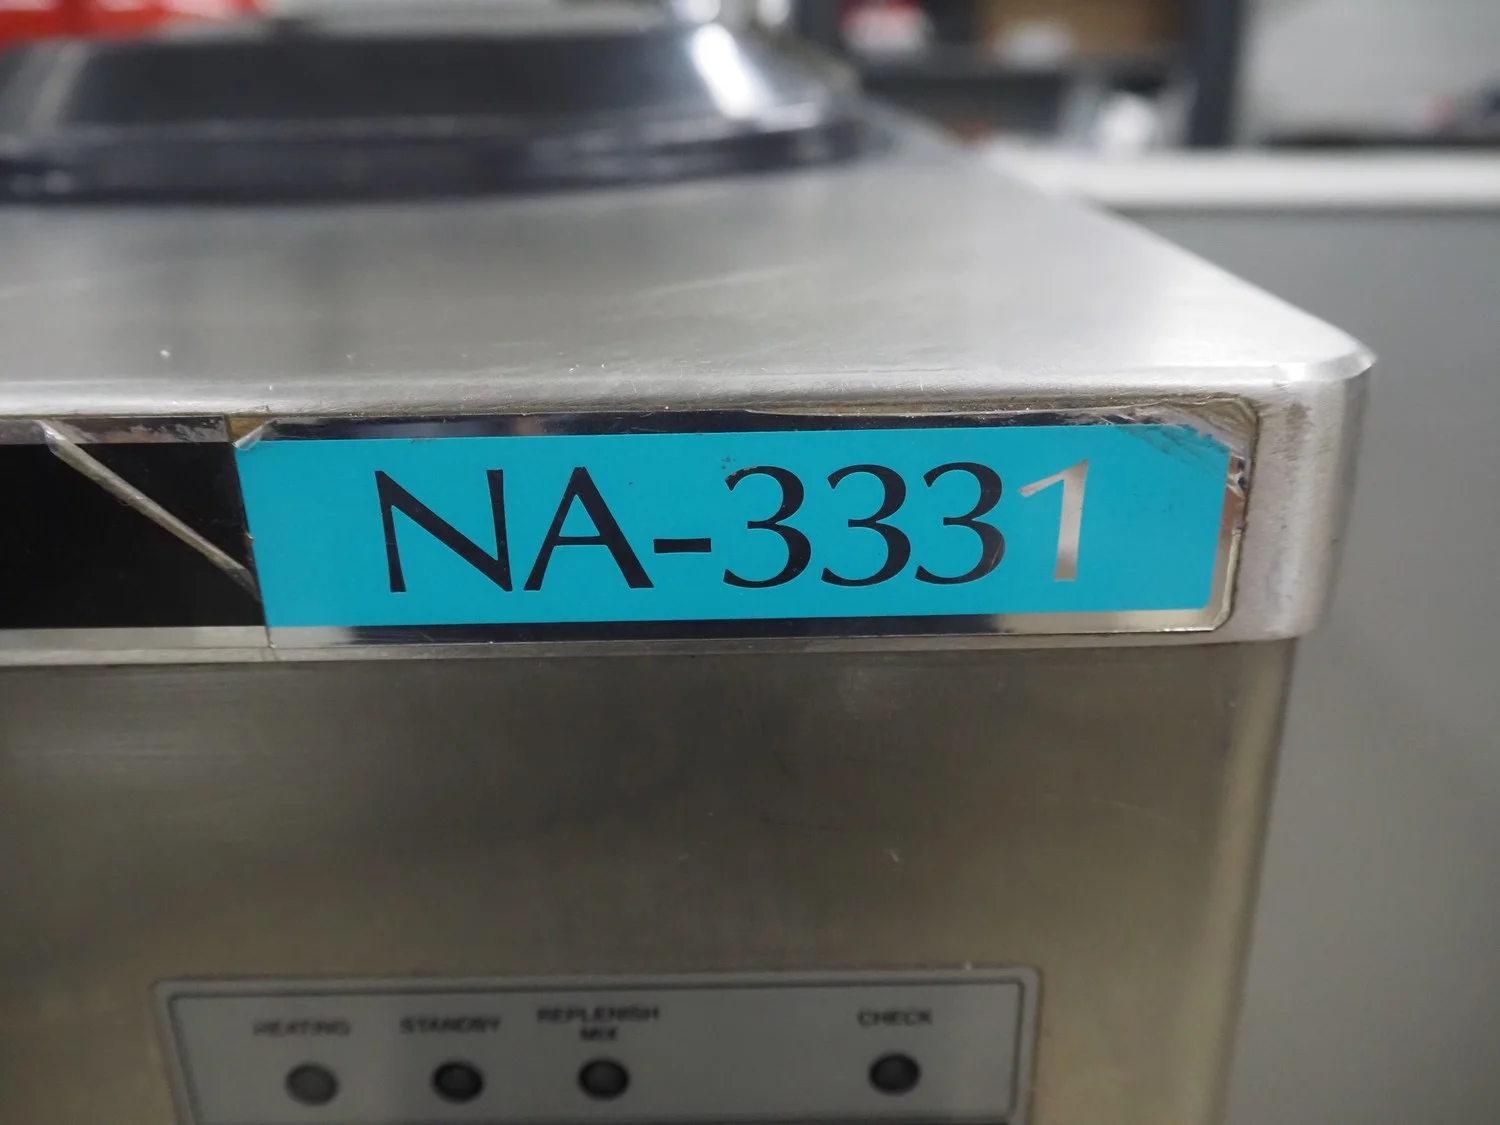 NA-3331
HEATING
STANDBY
REPLENISH
MIX
CHECK